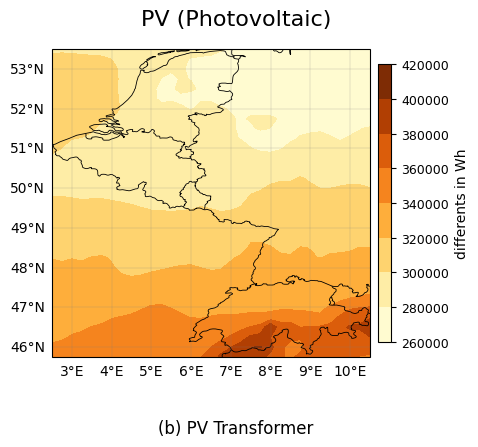 PV (Photovoltaic)
53°N
52°N
51°N
50°N
49°N
48°N
47°N
46°N
3°E 4°E 5°E 6°E 7°E 8°E 9°E 10°E
420000
400000
380000
360000
340000
320000
300000
280000
260000
differents in Wh
(b) PV Transformer